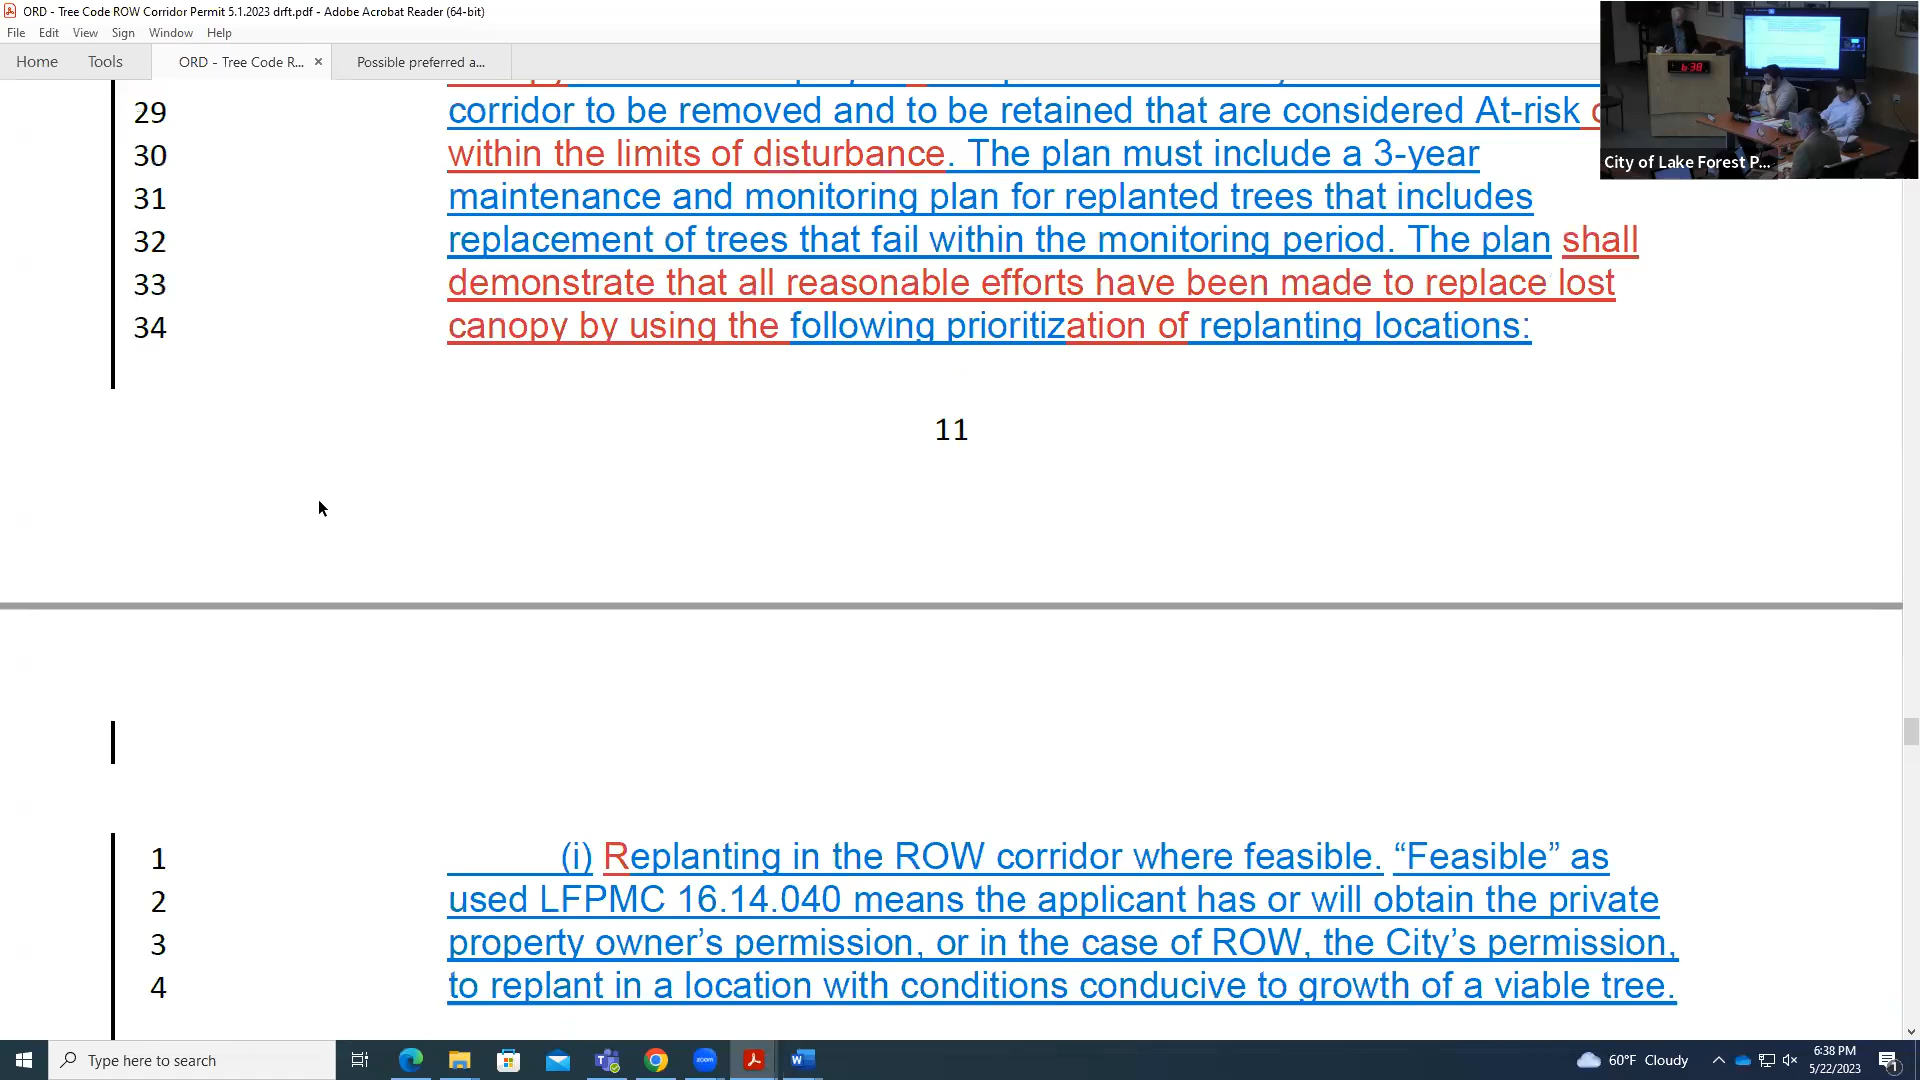 ORD - Tree Code ROW Corridor Permit 5.1.2023 drft.pdf - Adobe Acrobat Reader (64-bit)
File Edit View Sign Window Help
Home Tools ORD - Tree Code R... × Possible preferred a...
29 corridor to be removed and to be retained that are considered At-risk
30 within the limits of disturbance. The plan must include a 3-year
31 maintenance and monitoring plan for replanted trees that includes
32 replacement of trees that fail within the monitoring period. The plan shall
33 demonstrate that all reasonable efforts have been made to replace lost
34 canopy by using the following prioritization of replanting locations:
11
1 (i) Replanting in the ROW corridor where feasible. “Feasible” as
2 used LFPMC 16.14.040 means the applicant has or will obtain the private
3 property owner’s permission, or in the case of ROW, the City’s permission,
4 to replant in a location with conditions conducive to growth of a viable tree.
6:38
City of Lake Forest P...
Type here to search
zoom
60°F Cloudy
6:38 PM
5/22/2023
1